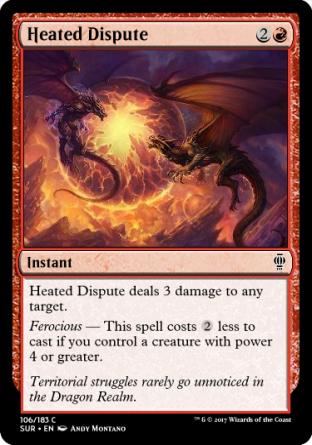 Heated Dispute 2
Instant
Heated Dispute deals 3 damage to any
target.
Ferocious — This spell costs 2 less to
cast if you control a creature with power
4 or greater.
Territorial struggles rarely go unnoticed in
the Dragon Realm.
106/183 C
SUR • EN Andy Montano
™ & © 2017 Wizards of the Coast